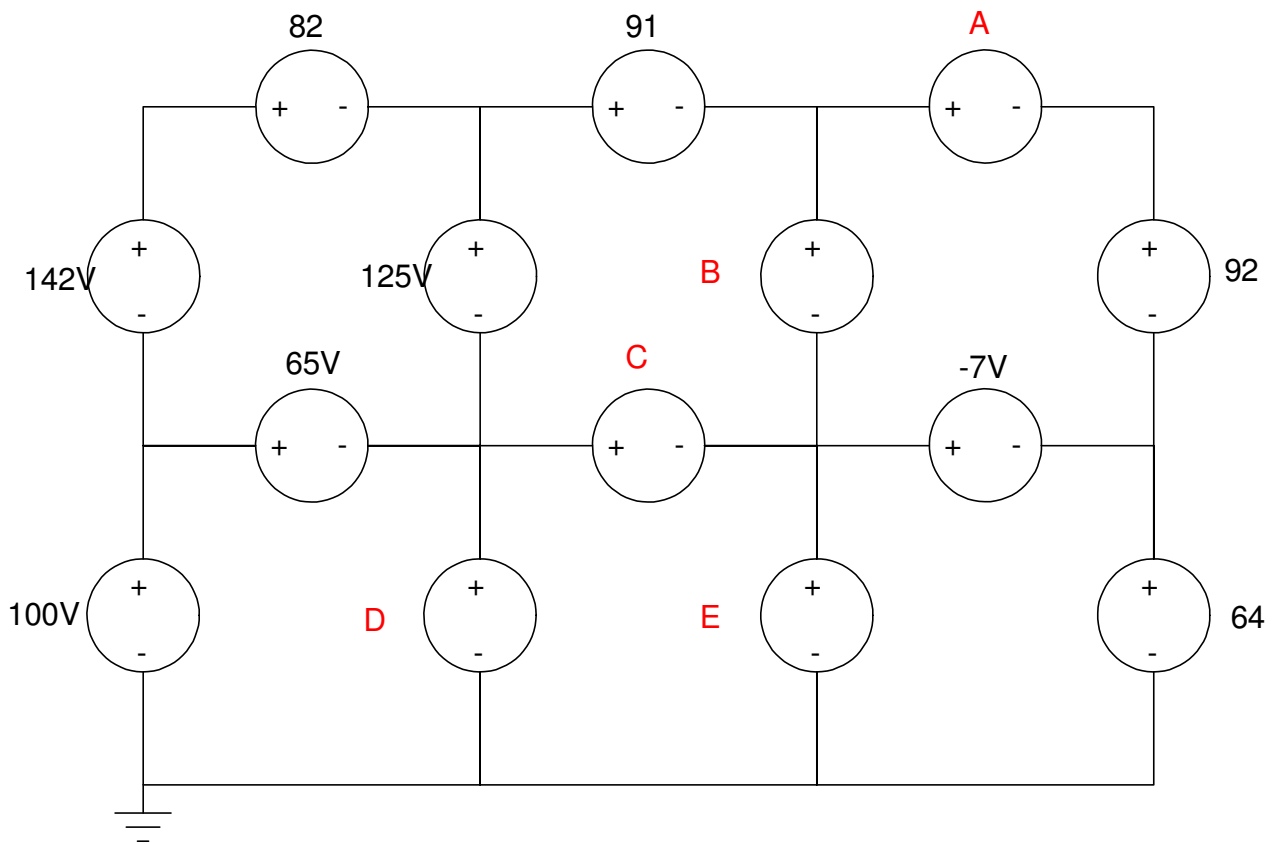 82 91 A
+ - + - + -
+ + + +
142V 125V B 92
- - - -
65V C -7V
+ - + - + -
+ + + +
100V D E 64
- - - -